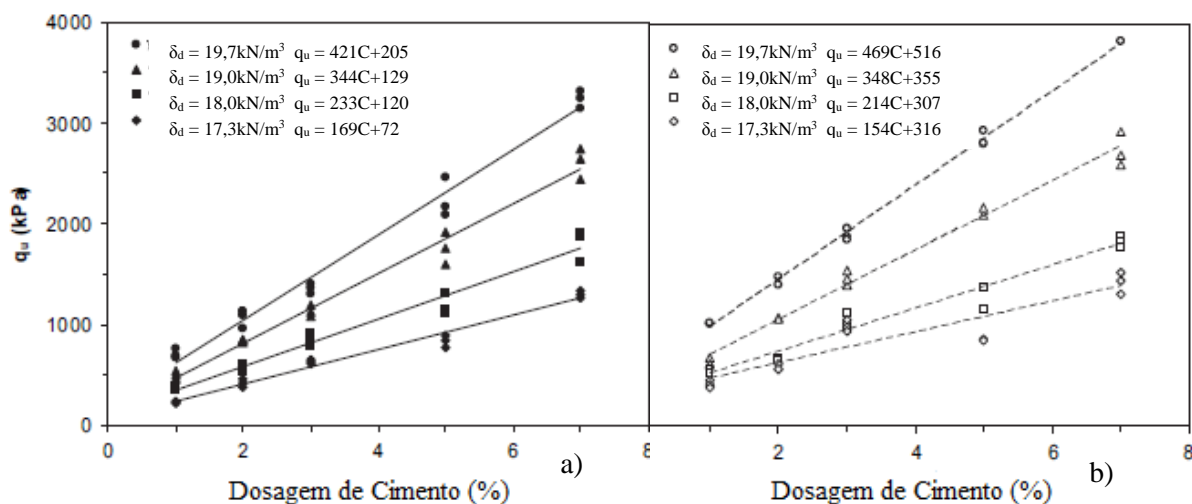 a)
4000
3000
2000
1000
0
qᵤ (kPa)
δd = 19,7kN/m³ qᵤ = 421C+205
δd = 19,0kN/m³ qᵤ = 344C+129
δd = 18,0kN/m³ qᵤ = 233C+120
δd = 17,3kN/m³ qᵤ = 169C+72
0 2 4 6 8
Dosagem de Cimento (%)
b)
δd = 19,7kN/m³ qᵤ = 469C+516
δd = 19,0kN/m³ qᵤ = 348C+355
δd = 18,0kN/m³ qᵤ = 214C+307
δd = 17,3kN/m³ qᵤ = 154C+316
0 2 4 6 8
Dosagem de Cimento (%)